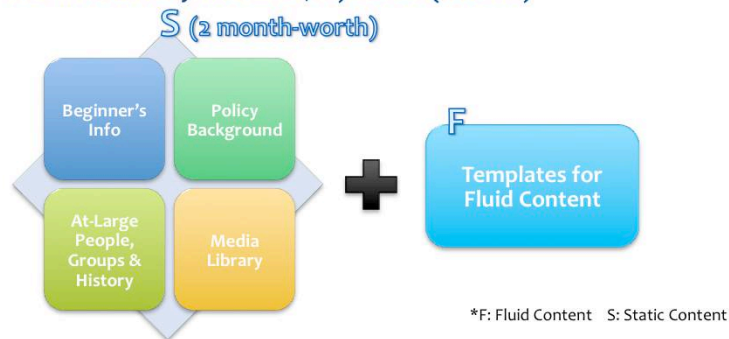 S (2 month-worth)
Beginner's
Info
Policy
Background
At-Large
People,
Groups &
History
Media
Library
F
Templates for
Fluid Content
*F: Fluid Content S: Static Content